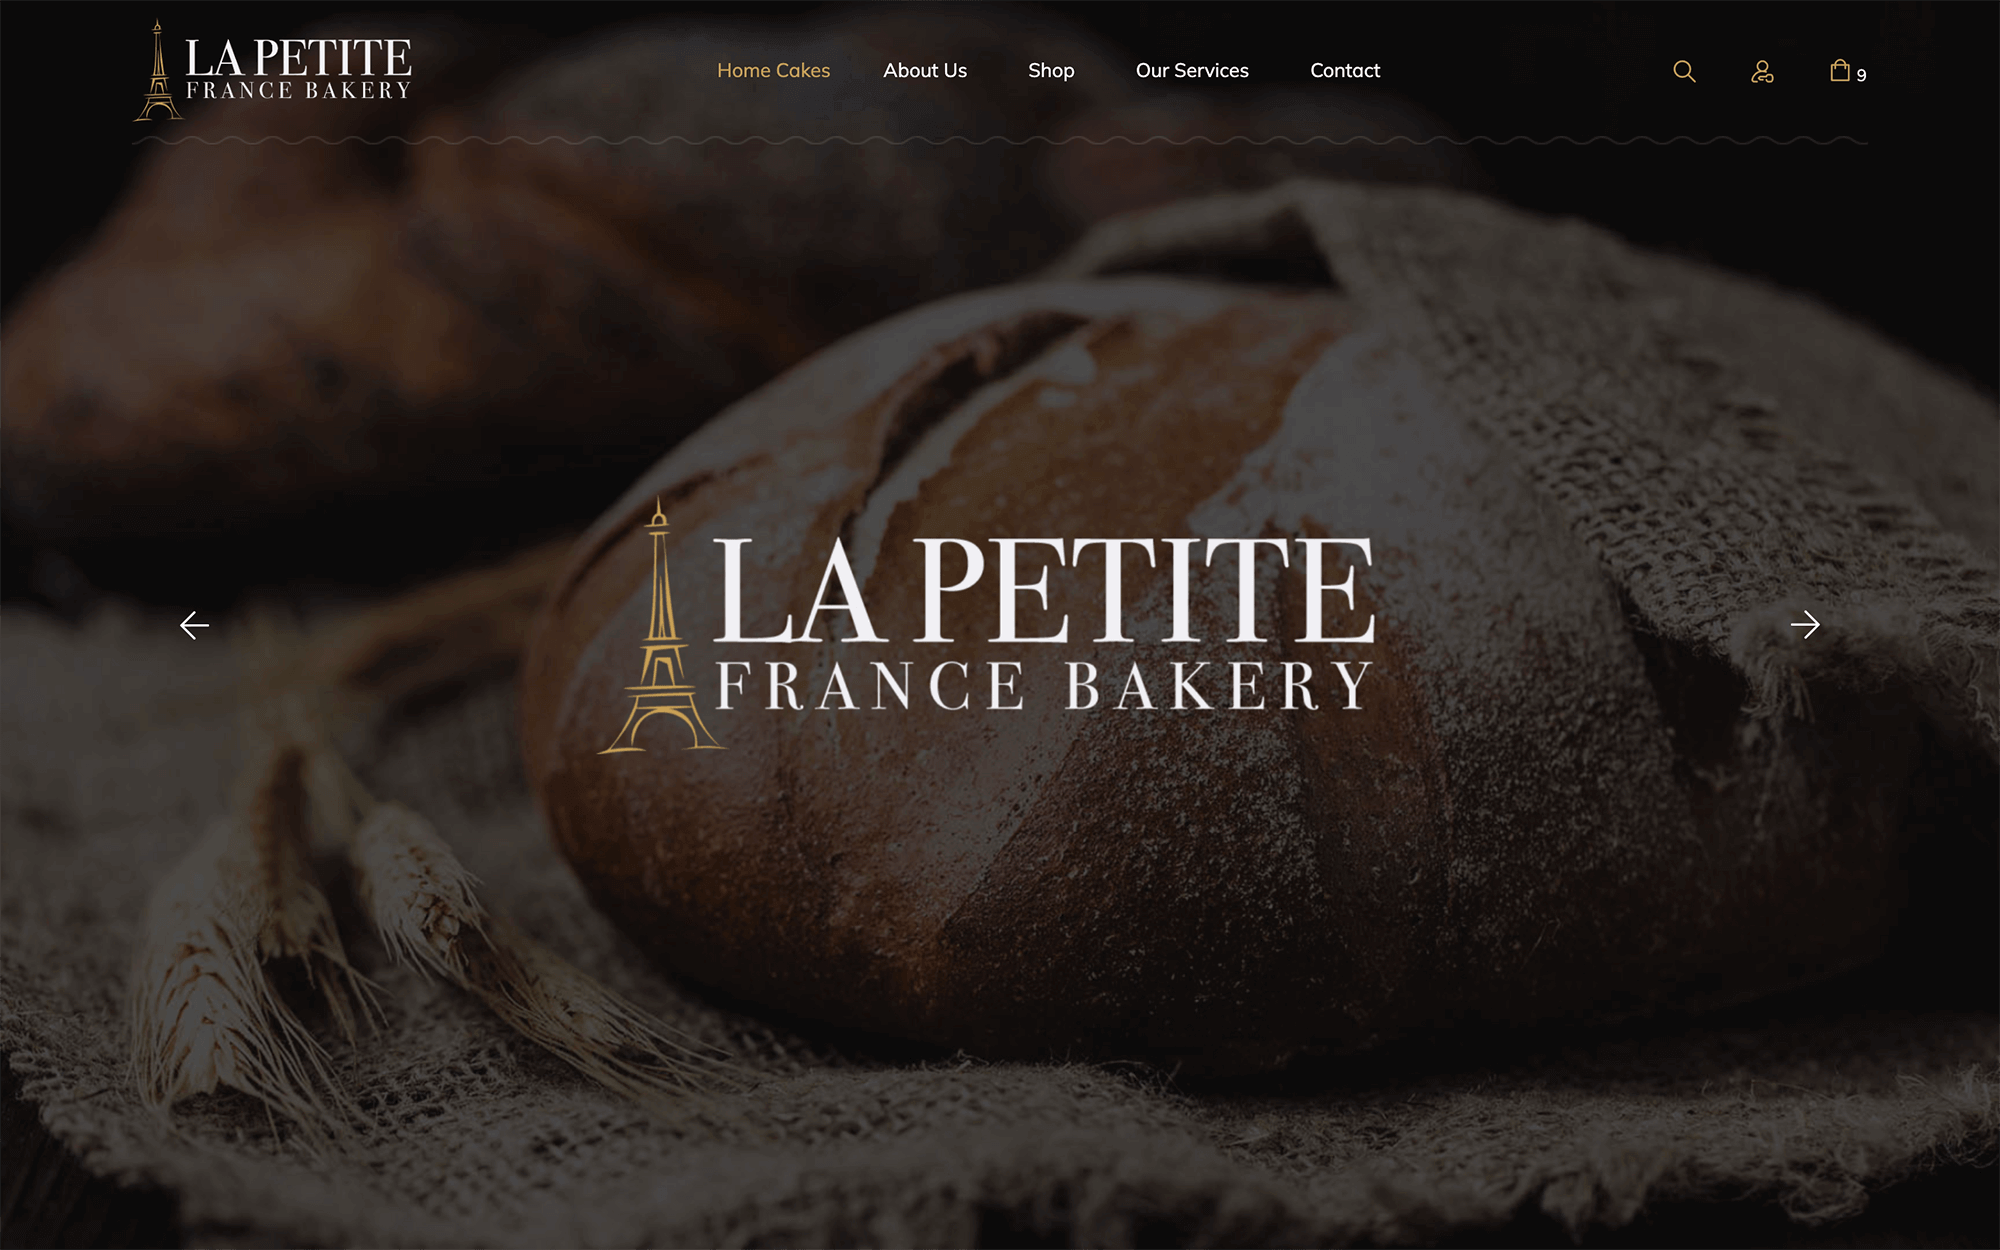 LA PETITE
FRANCE BAKERY
Home Cakes
About Us
Shop
Our Services
Contact
9
LA PETITE
FRANCE BAKERY